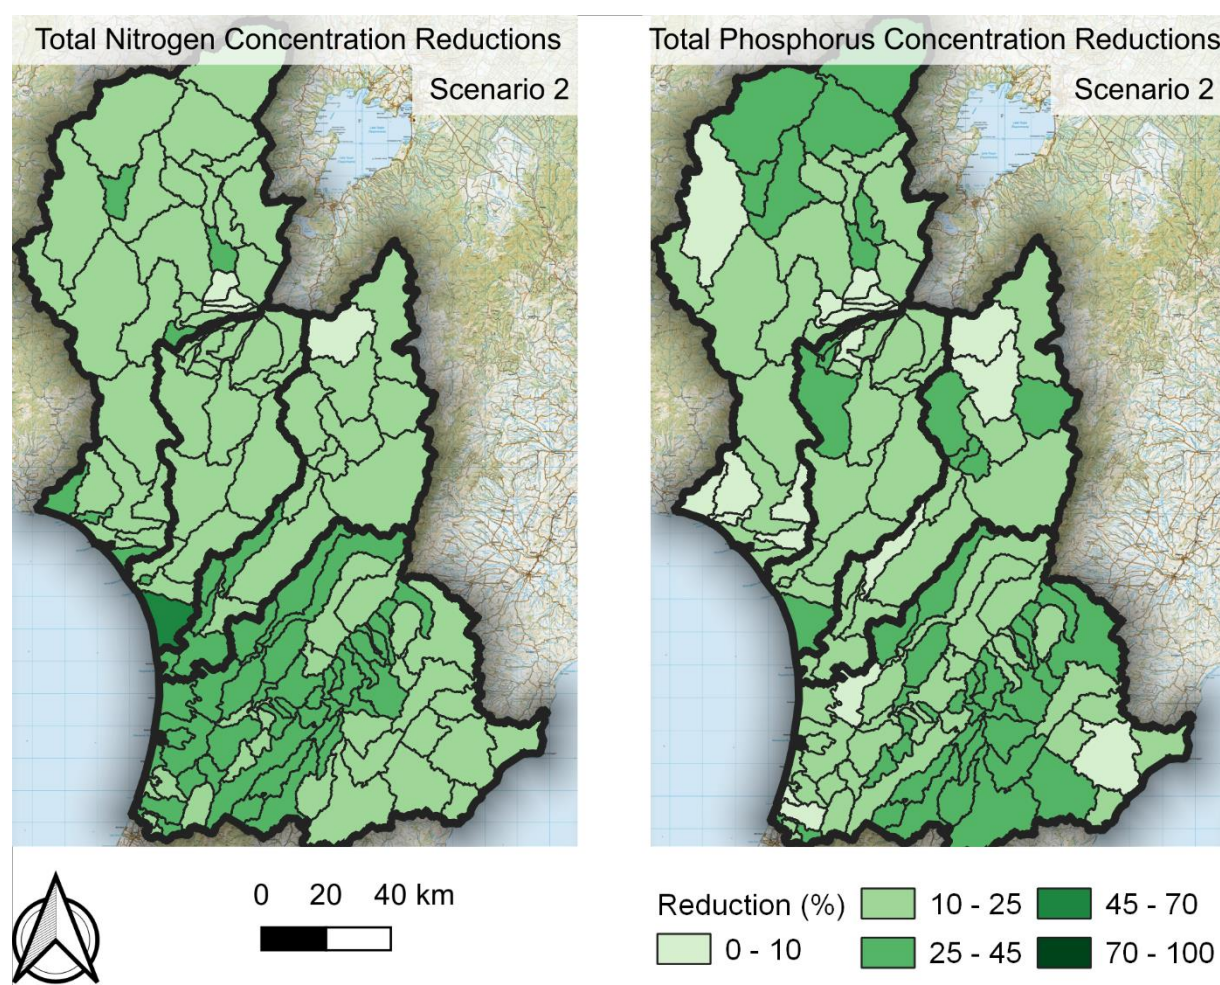 Total Nitrogen Concentration Reductions
Scenario 2
Total Phosphorus Concentration Reductions
Scenario 2
0 20 40 km
Reduction (%)
0 - 10
10 - 25
25 - 45
45 - 70
70 - 100